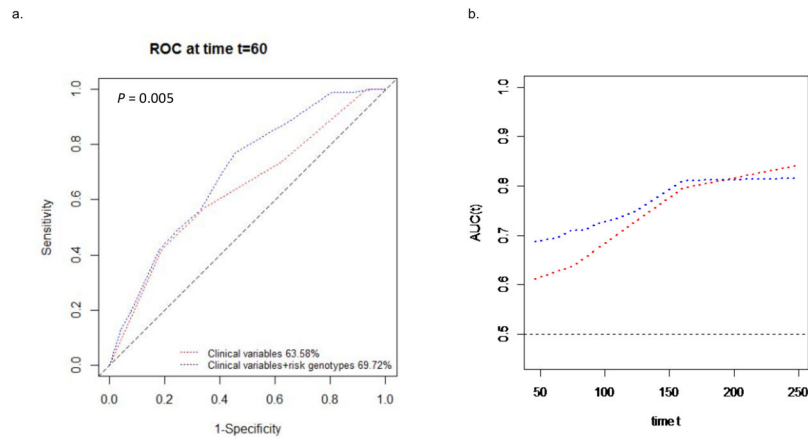 a.
ROC at time t=60
P = 0.005
1.0
0.8
0.6
0.4
0.2
0.0
Sensitivity
Clinical variables 63.58%
Clinical variables+risk genotypes 69.72%
0.0 0.2 0.4 0.6 0.8 1.0
1-Specificity
b.
1.0
0.9
0.8
0.7
0.6
0.5
AUC(t)
50 100 150 200 250
time t